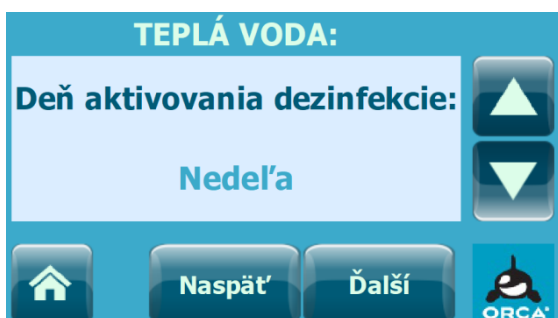 TEPLÁ VODA:
Deň aktivovania dezinfekcie:
Nedeľa
Naspäť
Ďalší
ORCA